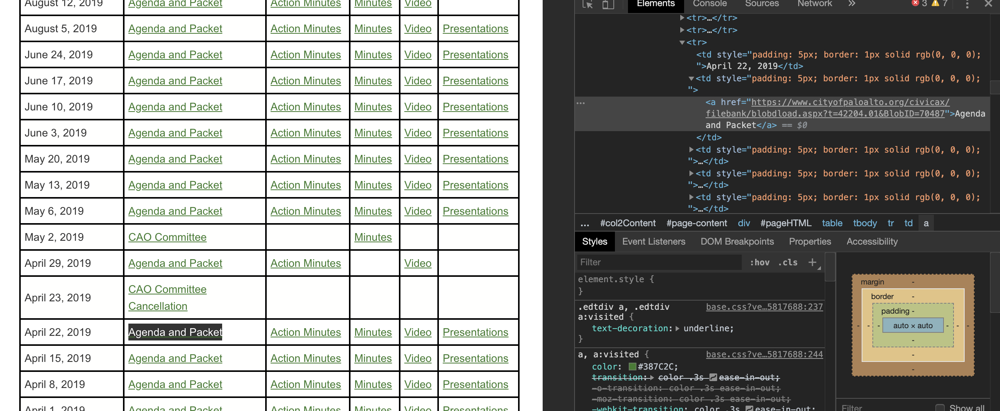 August 12, 2019 Agenda and Packet Action Minutes Minutes Video
August 5, 2019 Agenda and Packet Action Minutes Minutes Video Presentations
June 24, 2019 Agenda and Packet Action Minutes Minutes Video Presentations
June 17, 2019 Agenda and Packet Action Minutes Minutes Video Presentations
June 10, 2019 Agenda and Packet Action Minutes Minutes Video Presentations
June 3, 2019 Agenda and Packet Action Minutes Minutes Video Presentations
May 20, 2019 Agenda and Packet Action Minutes Minutes Video Presentations
May 13, 2019 Agenda and Packet Action Minutes Minutes Video Presentations
May 6, 2019 Agenda and Packet Action Minutes Minutes Video Presentations
May 2, 2019 CAO Committee Minutes
April 29, 2019 Agenda and Packet Action Minutes Video
April 23, 2019 CAO Committee
Cancellation
April 22, 2019 Agenda and Packet Action Minutes Minutes Video Presentations
April 15, 2019 Agenda and Packet Action Minutes Minutes Video Presentations
April 8, 2019 Agenda and Packet Action Minutes Minutes Video Presentations
April 1, 2019 Agenda and Packet Action Minutes Minutes Video Presentations
Elements Console Sources Network » 3 7
<tr>…</tr>
<tr>…</tr>
<tr>
<td style="padding: 5px; border: 1px solid rgb(0, 0, 0);
">April 22, 2019</td>
<td style="padding: 5px; border: 1px solid rgb(0, 0, 0);
">
<a href="https://www.cityofpaloalto.org/civicax/
filebank/blobdload.aspx?t=42204.01&BlobID=70487">Agenda
and Packet</a> == $0
</td>
<td style="padding: 5px; border: 1px solid rgb(0, 0, 0);
">…</td>
<td style="padding: 5px; border: 1px solid rgb(0, 0, 0);
">…</td>
<td style="padding: 5px; border: 1px solid rgb(0, 0, 0);
">…</td>
... #col2Content #page-content div #pageHTML table tbody tr td a
Styles Event Listeners DOM Breakpoints Properties Accessibility
Filter :hov .cls +
element.style {
}
.edtdiv a, .edtdiv base.css?ve…5817688:237
a:visited {
text-decoration: underline;
}
a, a:visited { base.css?ve…5817688:244
color: #387C2C;
transition: color .3s ease-in-out;
-o-transition: color .3s ease-in-out;
-moz-transition: color .3s ease-in-out;
-webkit-transition: color .3s ease-in-out;
margin -
border -
padding -
- - - auto × auto - - -
-
-
-
Filter Show all